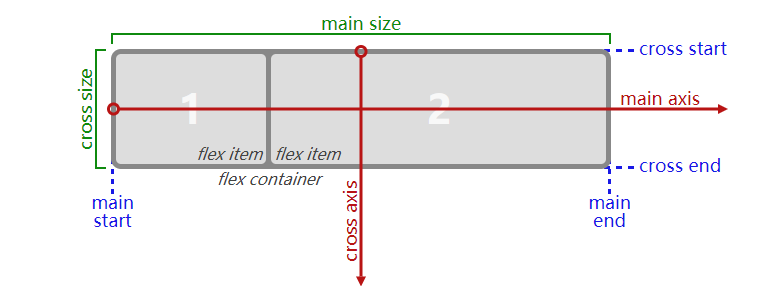 main size
cross start
cross size
main axis
1
2
flex item
flex item
cross end
flex container
cross axis
main
start
main
end